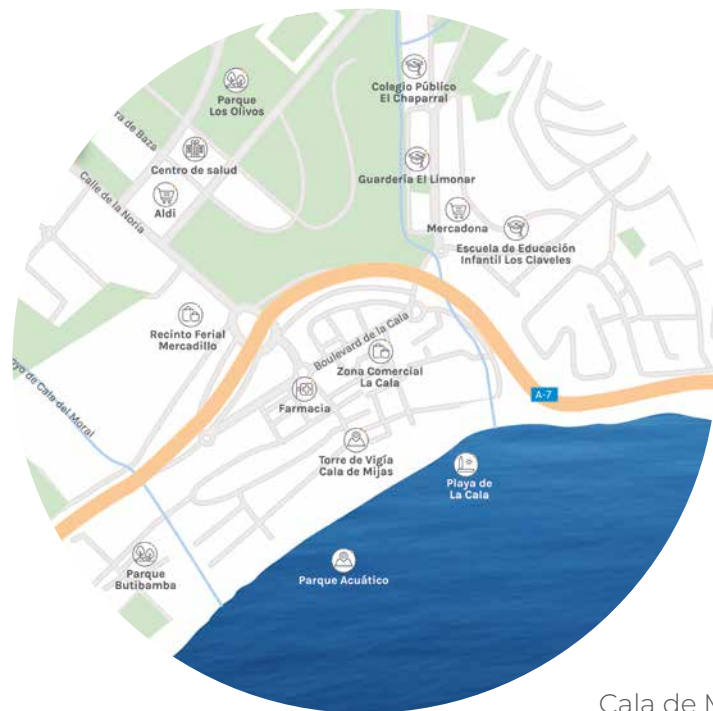 Colegio Público
El Chaparral
Parque
Los Olivos
ra de Baza
Centro de salud
Guardería El Limonar
Calle de la Noria
Aldi
Mercadona
Escuela de Educación
Infantil Los Claveles
Recinto Ferial
Mercadillo
Boulevard de la Cala
Zona Comercial
La Cala
yo de Cala del Moral
A-7
Farmacia
Torre de Vigía
Cala de Mijas
Playa de
La Cala
Parque
Butibamba
Parque Acuático
Cala de M